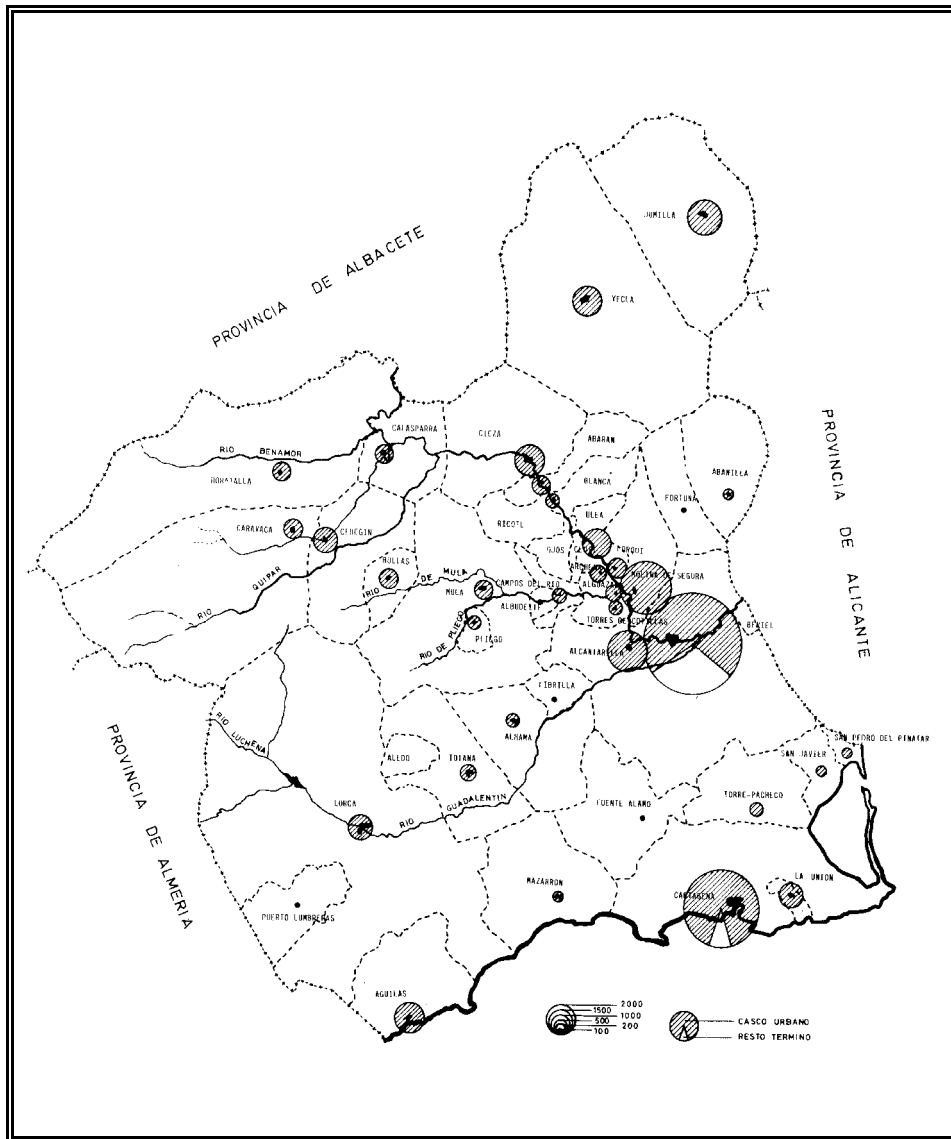 JUMILLA
YECLA
PROVINCIA DE ALBACETE
CALASPARRA
CIEZA
ABARAN
RIO BENAMOR
MORATALLA
BLANCA
ABANILLA
FORTUNA
PROVINCIA DE ALICANTE
ULEA
RICOTE
CARAVACA
CEHEGIN
OJOS
LORQUI
ARCHENA
BULLAS
RIO QUIPAR
RIO DE MULA
MULA
CAMPOS DEL RIO
ALGUAZAS
MOLINA DE SEGURA
ALBUDEITE
TORRES DE COTILLAS
BENIEL
RIO DE PLIEGO
PLIEGO
ALCANTARILLA
LIBRILLA
PROVINCIA DE ALMERIA
RIO LUCHENA
ALHAMA
SAN PEDRO DEL PINATAR
SAN JAVIER
ALEDO
TOTANA
TORRE-PACHECO
LORCA
RIO GUADALENTIN
FUENTE ALAMO
MAZARRON
CARTAGENA
LA UNION
PUERTO LUMBRERAS
AGUILAS
2000
1500
1000
500
200
100
CASCO URBANO
RESTO TERMINO